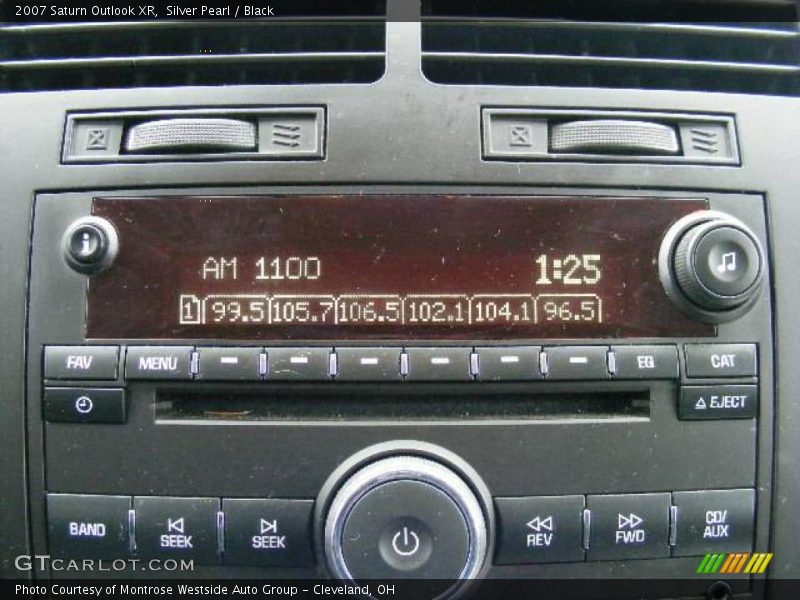 2007 Saturn Outlook XR, Silver Pearl / Black
i
AM 1100 1:25
1 99.5 105.7 106.5 102.1 104.1 96.5
FAV MENU EQ CAT
EJECT
BAND SEEK SEEK REV FWD CD/AUX
GTCARLOT.COM
Photo Courtesy of Montrose Westside Auto Group - Cleveland, OH